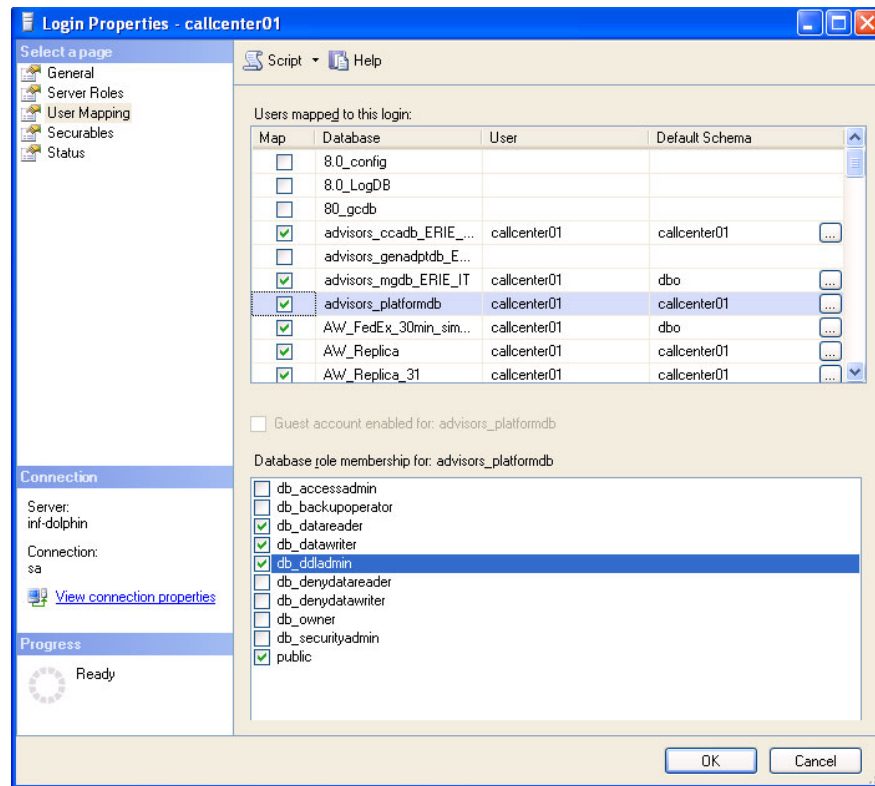 Login Properties - callcenter01
Select a page
General
Server Roles
User Mapping
Securables
Status
Script Help
Users mapped to this login:
Map Database User Default Schema
8.0_config
8.0_LogDB
80_gcdb
advisors_ccadb_ERIE_... callcenter01 callcenter01 ...
advisors_genadptdb_E...
advisors_mgdb_ERIE_IT callcenter01 dbo ...
advisors_platformdb callcenter01 callcenter01 ...
AW_FedEx_30min_sim... callcenter01 dbo ...
AW_Replica callcenter01 callcenter01 ...
AW_Replica_31 callcenter01 callcenter01 ...
Guest account enabled for: advisors_platformdb
Database role membership for: advisors_platformdb
db_accessadmin
db_backupoperator
db_datareader
db_datawriter
db_ddladmin
db_denydatareader
db_denydatawriter
db_owner
db_securityadmin
public
Connection
Server:
inf-dolphin
Connection:
sa
View connection properties
Progress
Ready
OK Cancel